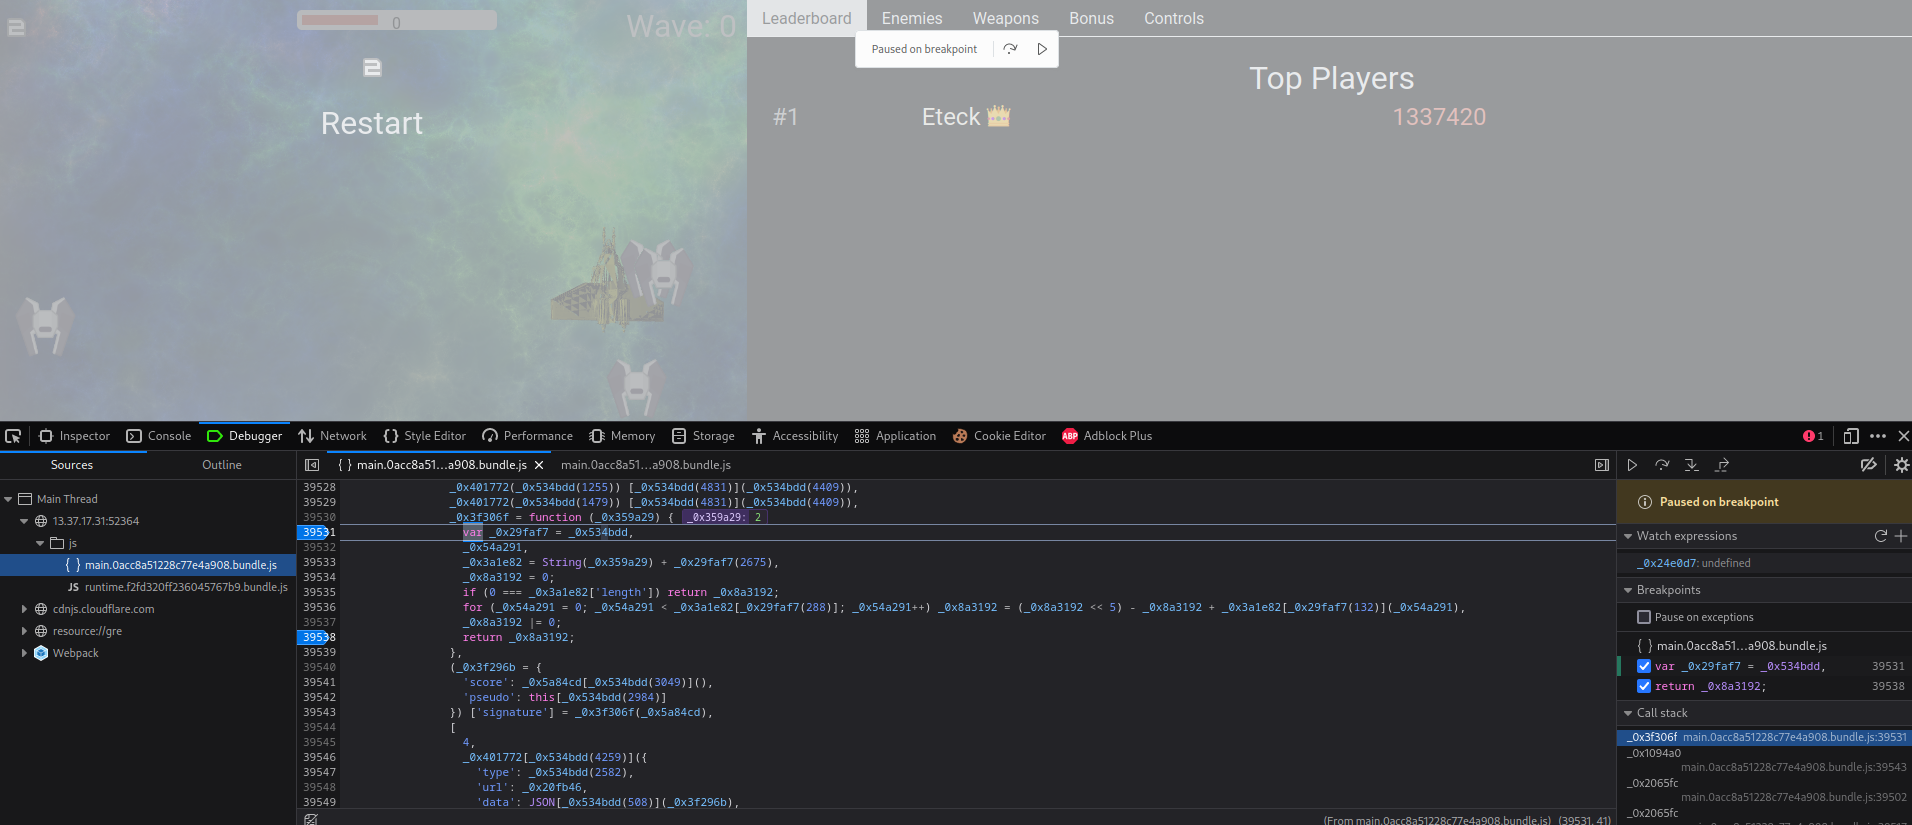 2
0
Wave: 0
2
Restart
Leaderboard Enemies Weapons Bonus Controls
Paused on breakpoint
Top Players
#1 Eteck 👑 1337420
Inspector Console Debugger Network Style Editor Performance Memory Storage Accessibility Application Cookie Editor ABP Adblock Plus 1
Sources Outline
{ } main.0acc8a51...a908.bundle.js main.0acc8a51...a908.bundle.js
Main Thread
13.37.17.31:52364
js
{ } main.0acc8a51228c77e4a908.bundle.js
JS runtime.f2fd320ff236045767b9.bundle.js
cdnjs.cloudflare.com
resource://gre
Webpack
39528 _0x401772(_0x534bdd(1255)) [_0x534bdd(4831)](_0x534bdd(4409)),
39529 _0x401772(_0x534bdd(1479)) [_0x534bdd(4831)](_0x534bdd(4409)),
39530 _0x3f306f = function (_0x359a29) { _0x359a29: 2
39531 var _0x29faf7 = _0x534bdd,
39532 _0x54a291,
39533 _0x3a1e82 = String(_0x359a29) + _0x29faf7(2675),
39534 _0x8a3192 = 0;
39535 if (0 === _0x3a1e82['length']) return _0x8a3192;
39536 for (_0x54a291 = 0; _0x54a291 < _0x3a1e82[_0x29faf7(288)]; _0x54a291++) _0x8a3192 = (_0x8a3192 << 5) - _0x8a3192 + _0x3a1e82[_0x29faf7(132)](_0x54a291),
39537 _0x8a3192 |= 0;
39538 return _0x8a3192;
39539 },
39540 (_0x3f296b = {
39541 'score': _0x5a84cd[_0x534bdd(3049)](),
39542 'pseudo': this[_0x534bdd(2984)]
39543 }) ['signature'] = _0x3f306f(_0x5a84cd),
39544 [
39545 4,
39546 _0x401772[_0x534bdd(4259)]({
39547 'type': _0x534bdd(2582),
39548 'url': _0x20fb46,
39549 'data': JSON[_0x534bdd(508)](_0x3f296b),
(From main.0acc8a51228c77e4a908.bundle.js) (39531, 41)
Paused on breakpoint
Watch expressions
_0x24e0d7: undefined
Breakpoints
Pause on exceptions
{ } main.0acc8a51...a908.bundle.js
var _0x29faf7 = _0x534bdd, 39531
return _0x8a3192; 39538
Call stack
_0x3f306f main.0acc8a51228c77e4a908.bundle.js:39531
_0x1094a0
main.0acc8a51228c77e4a908.bundle.js:39543
_0x2065fc
main.0acc8a51228c77e4a908.bundle.js:39502
_0x2065fc